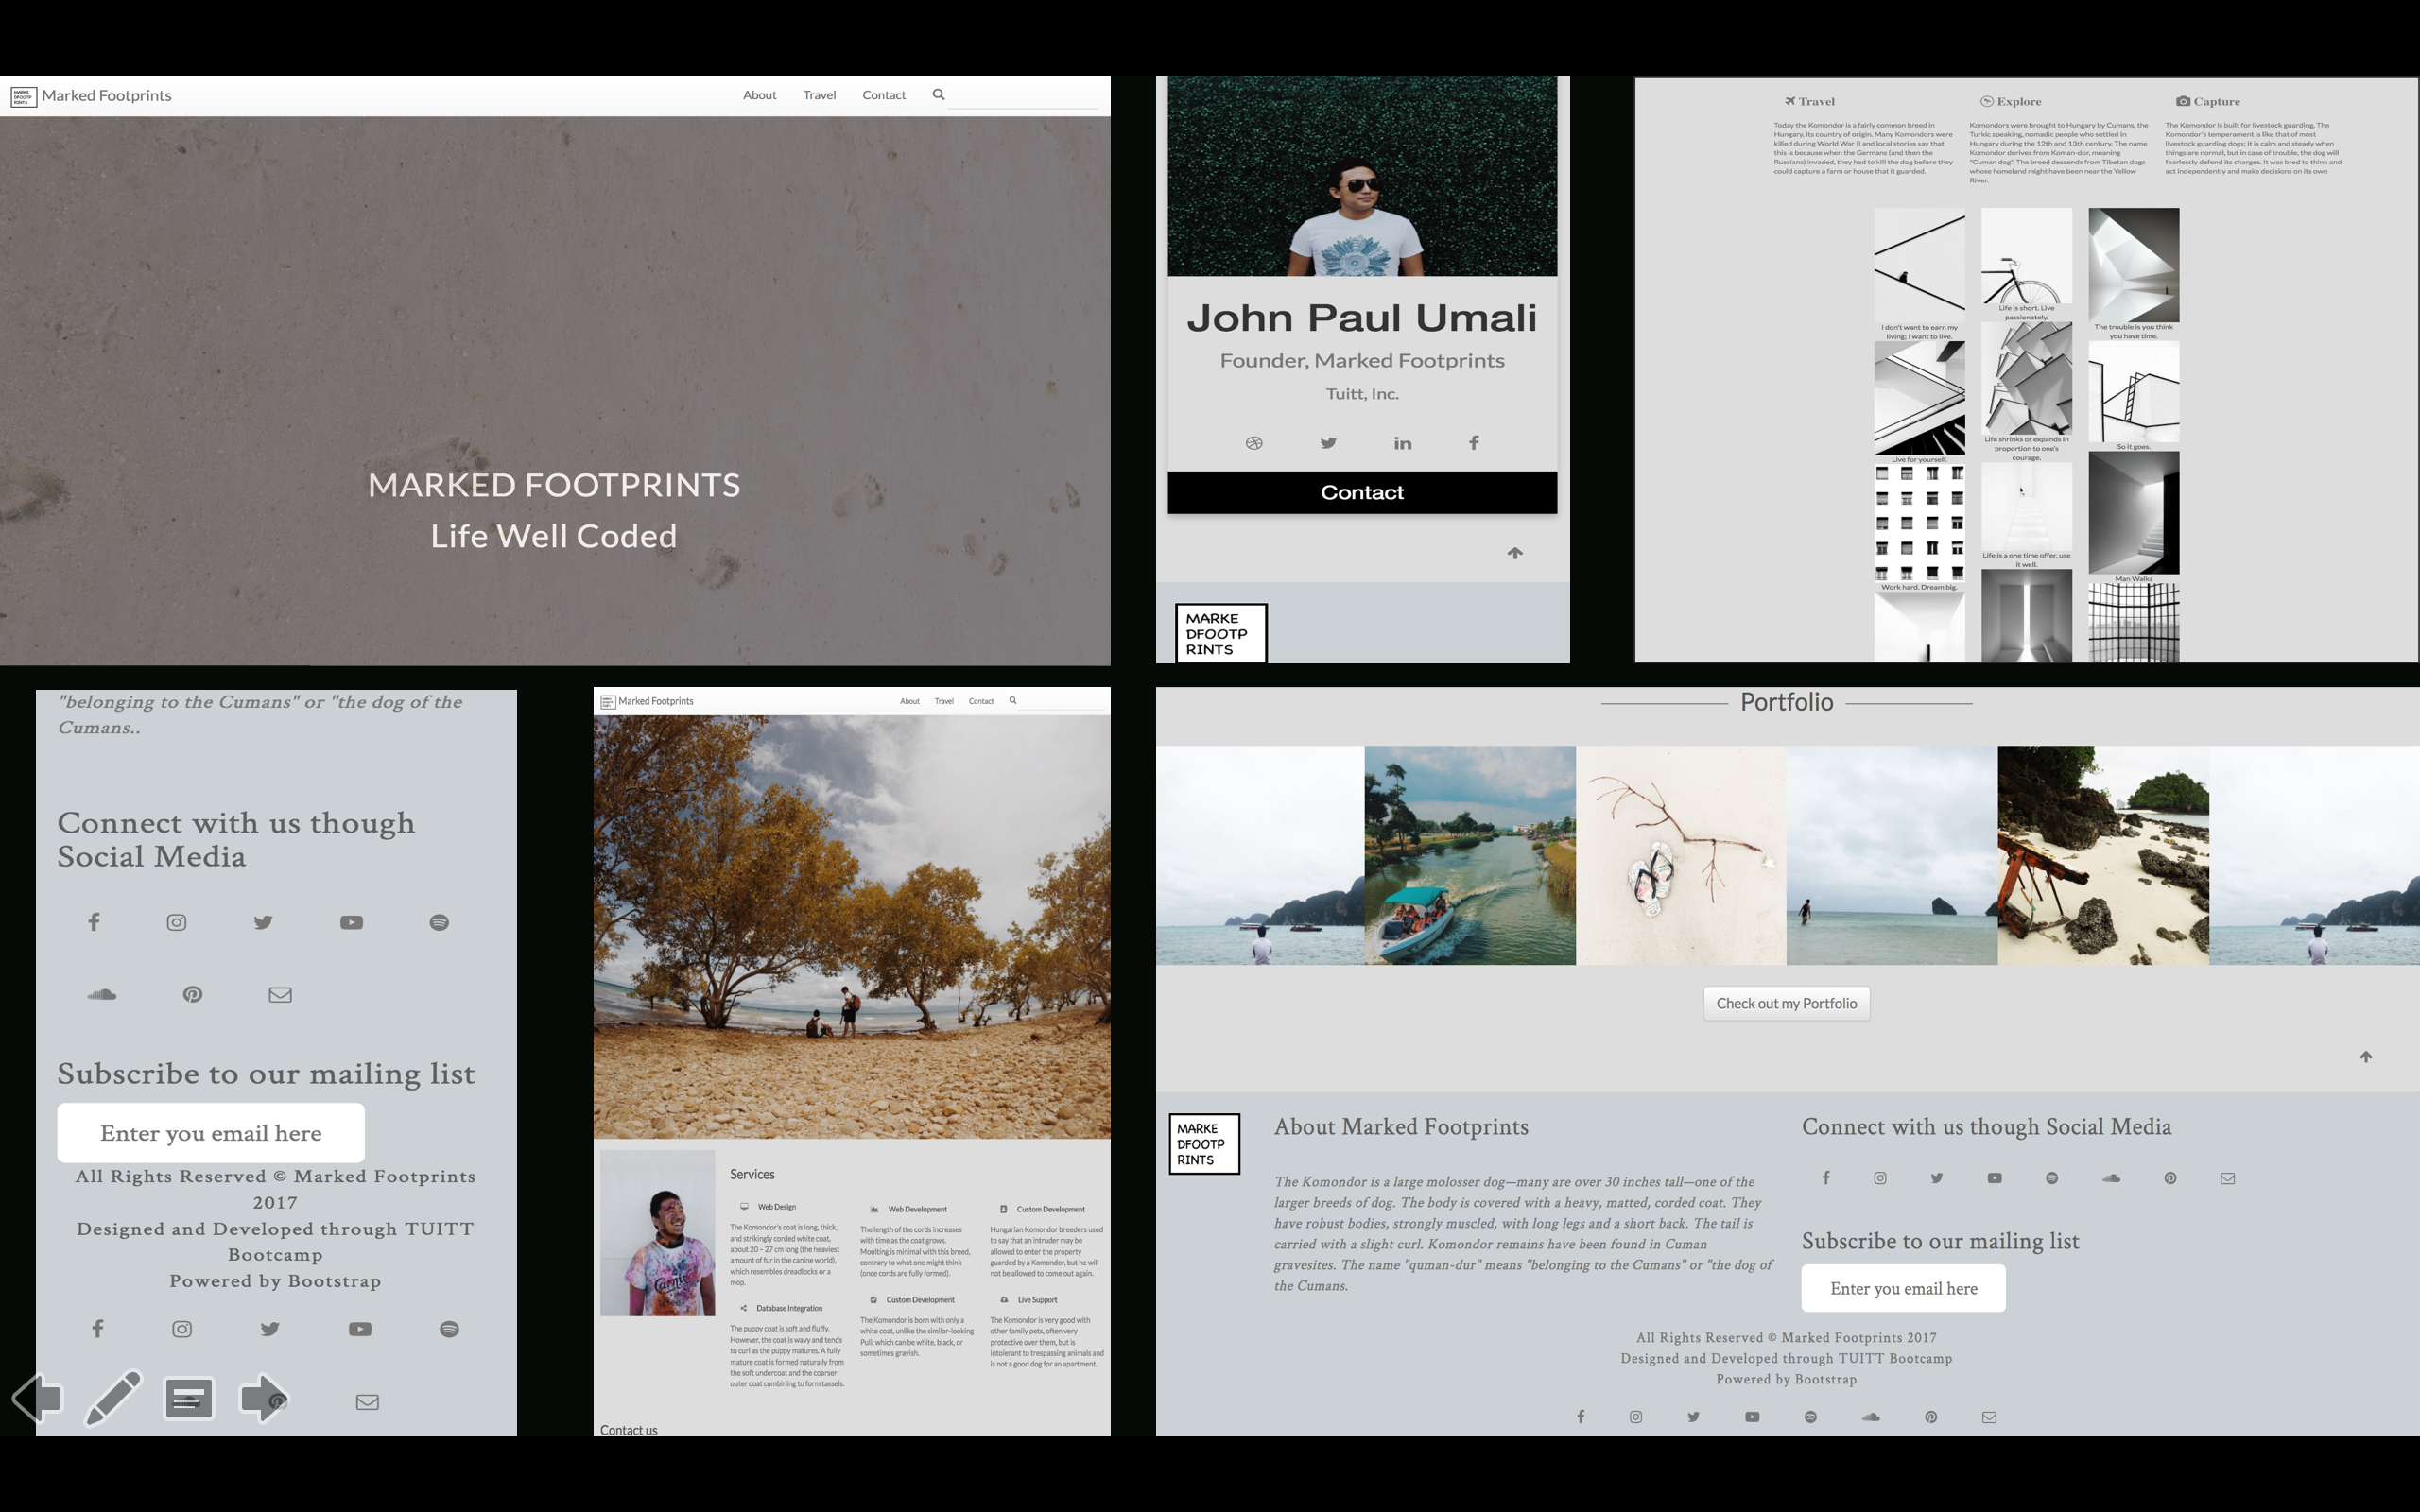 MARKE
DFOOTP
RINTS
Marked Footprints
About
Travel
Contact
MARKED FOOTPRINTS
Life Well Coded
John Paul Umali
Founder, Marked Footprints
Tuitt, Inc.
Contact
MARKE
DFOOTP
RINTS
Travel
Today the Komondor is a fairly common breed in
Hungary, its country of origin. Many Komondors were
killed during World War II and local stories say that
this is because when the Germans (and then the
Russians) invaded, they had to kill the dog before they
could capture a farm or house that it guarded.
Explore
Komondors were brought to Hungary by Cumans, the
Turkic speaking, nomadic people who settled in
Hungary during the 12th and 13th century. The name
Komondor derives from Koman-dor, meaning
"Cuman dog". The breed descends from Tibetan dogs
whose homeland might have been near the Yellow
River.
Capture
The Komondor is built for livestock guarding. The
Komondor's temperament is like that of most
livestock guarding dogs; it is calm and steady when
things are normal, but in case of trouble, the dog will
fearlessly defend its charges. It was bred to think and
act independently and make decisions on its own
I don't want to earn my
living; I want to live.
Live for yourself.
Work hard. Dream big.
Life is short. Live
passionately.
Life shrinks or expands in
proportion to one's
courage.
Life is a one time offer, use
it well.
The trouble is you think
you have time.
So it goes.
Man Walks
"belonging to the Cumans" or "the dog of the
Cumans..
Connect with us though
Social Media
Subscribe to our mailing list
Enter you email here
All Rights Reserved © Marked Footprints
2017
Designed and Developed through TUITT
Bootcamp
Powered by Bootstrap
Marked Footprints
About
Travel
Contact
Services
Web Design
The Komondor's coat is long, thick,
and strikingly corded white coat,
about 20 – 27 cm long (the heaviest
amount of fur in the canine world),
which resembles dreadlocks or a
mop.
Database Integration
The puppy coat is soft and fluffy.
However, the coat is wavy and tends
to curl as the puppy matures. A fully
mature coat is formed naturally from
the soft undercoat and the coarser
outer coat combining to form tassels.
Web Development
The length of the cords increases
with time as the coat grows.
Moulting is minimal with this breed,
contrary to what one might think
(once cords are fully formed).
Custom Development
The Komondor is born with only a
white coat, unlike the similar-looking
Puli, which can be white, black, or
sometimes grayish.
Custom Development
Hungarian Komondor breeders used
to say that an intruder may be
allowed to enter the property
guarded by a Komondor, but he will
not be allowed to come out again.
Live Support
The Komondor is very good with
other family pets, often very
protective over them, but is
intolerant to trespassing animals and
is not a good dog for an apartment.
Contact us
Portfolio
Check out my Portfolio
MARKE
DFOOTP
RINTS
About Marked Footprints
The Komondor is a large molosser dog—many are over 30 inches tall—one of the
larger breeds of dog. The body is covered with a heavy, matted, corded coat. They
have robust bodies, strongly muscled, with long legs and a short back. The tail is
carried with a slight curl. Komondor remains have been found in Cuman
gravesites. The name "quman-dur" means "belonging to the Cumans" or "the dog of
the Cumans.
Connect with us though Social Media
Subscribe to our mailing list
Enter you email here
All Rights Reserved © Marked Footprints 2017
Designed and Developed through TUITT Bootcamp
Powered by Bootstrap